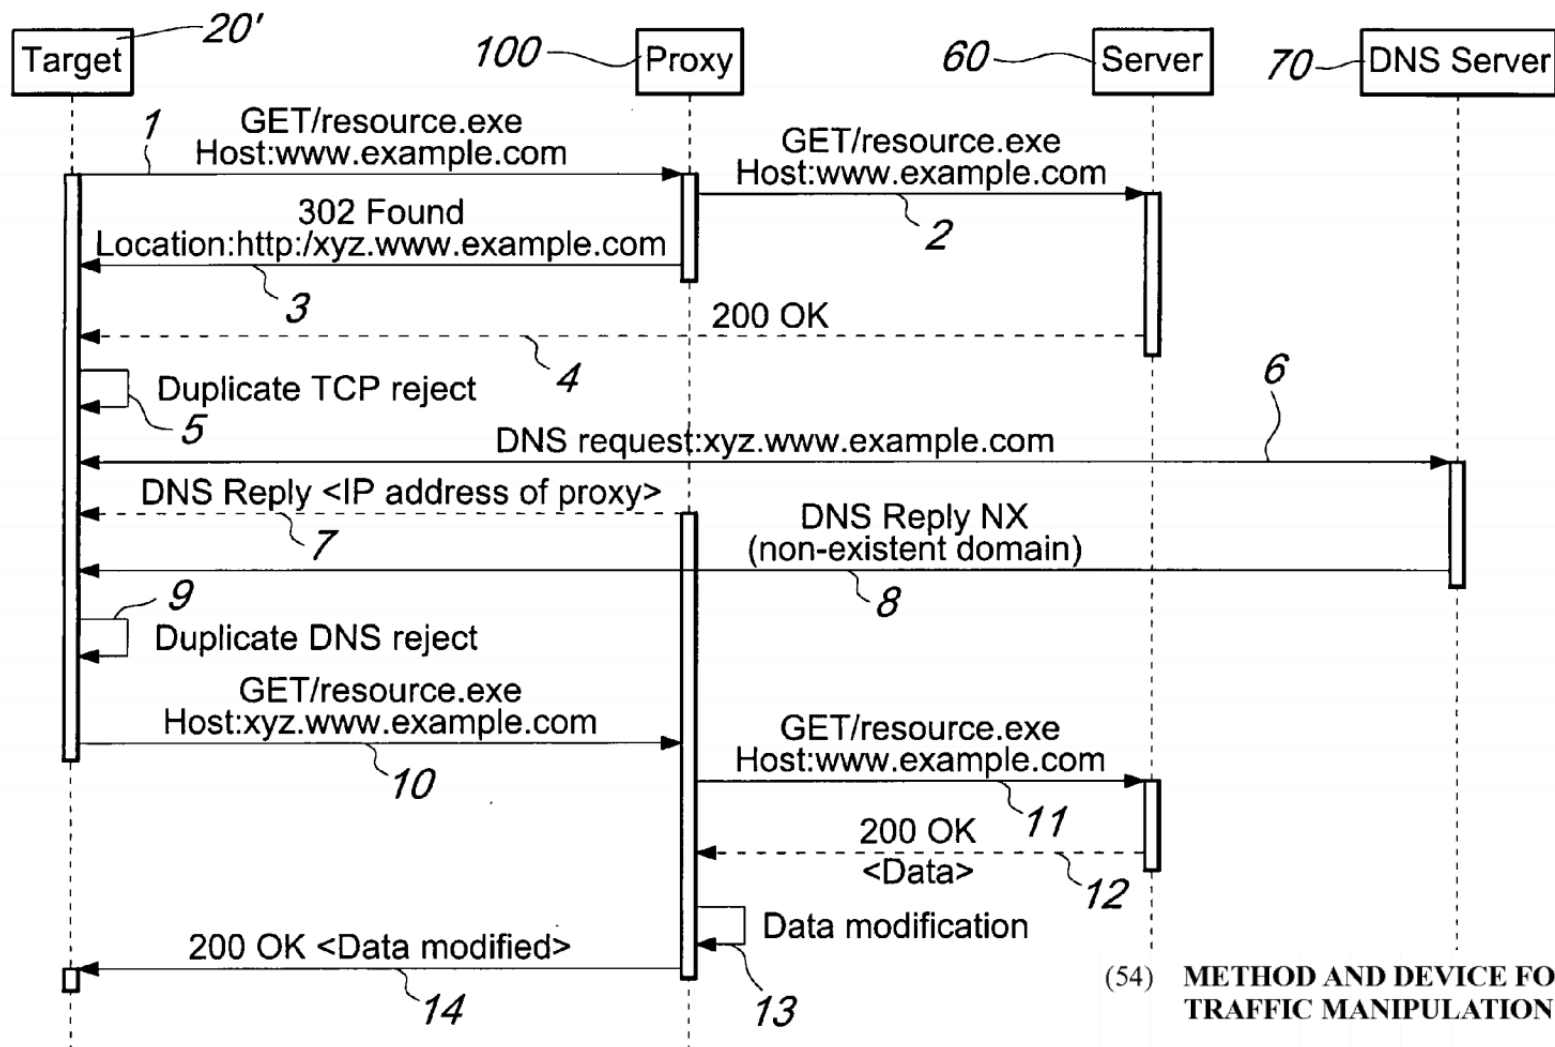 20'
Target
100
Proxy
60
Server
70
DNS Server
1
GET/resource.exe
Host:www.example.com
GET/resource.exe
Host:www.example.com
2
302 Found
Location:http:/xyz.www.example.com
3
200 OK
4
Duplicate TCP reject
5
6
DNS request:xyz.www.example.com
DNS Reply <IP address of proxy>
7
DNS Reply NX
(non-existent domain)
8
9
Duplicate DNS reject
GET/resource.exe
Host:xyz.www.example.com
10
GET/resource.exe
Host:www.example.com
11
200 OK
<Data>
12
Data modification
13
200 OK <Data modified>
14
(54) METHOD AND DEVICE FO
TRAFFIC MANIPULATION